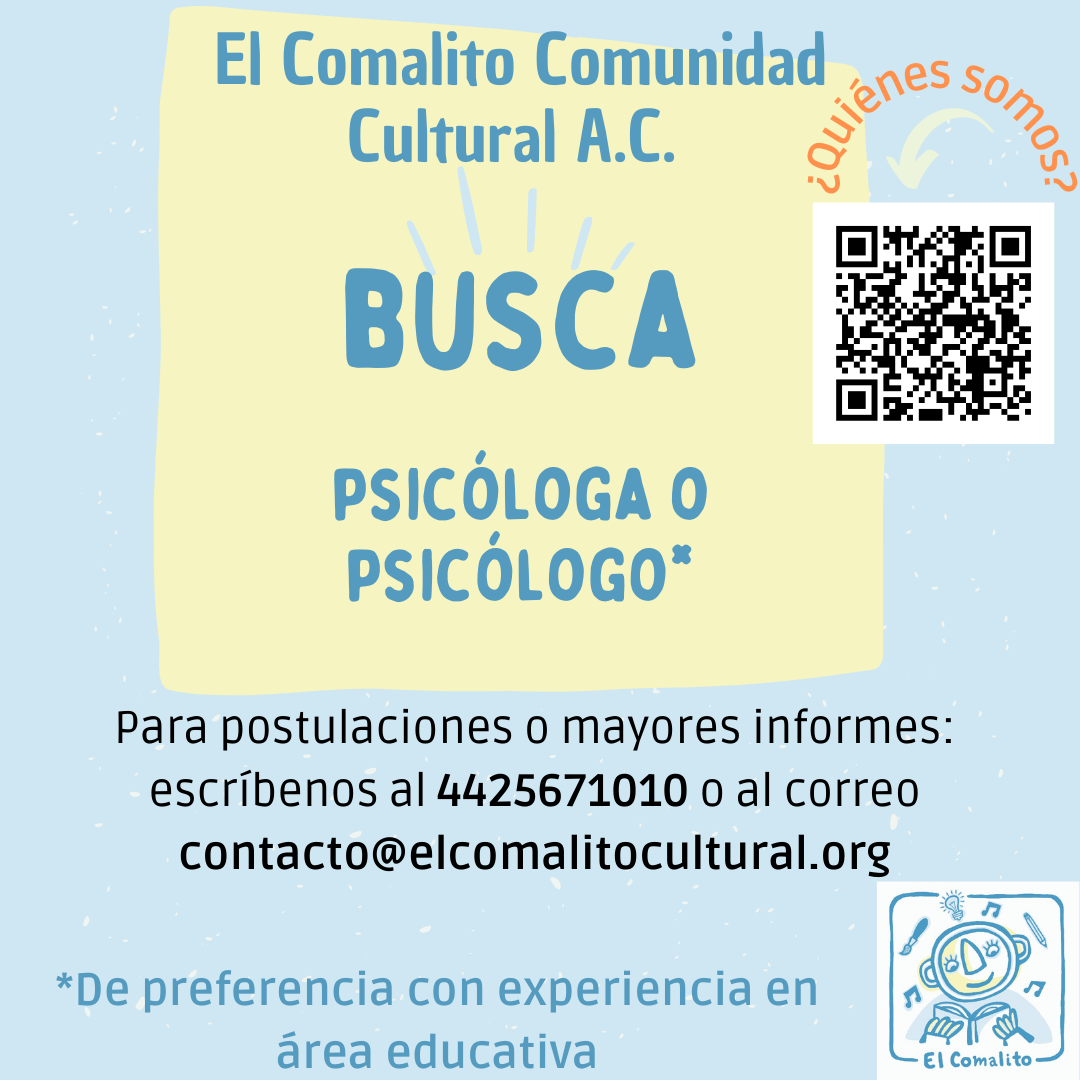 El Comalito Comunidad
Cultural A.C.
¿Quiénes somos?
BUSCA
PSICÓLOGA O
PSICÓLOGO*
Para postulaciones o mayores informes:
escríbenos al 4425671010 o al correo
contacto@elcomalitocultural.org
*De preferencia con experiencia en
área educativa
El Comalito